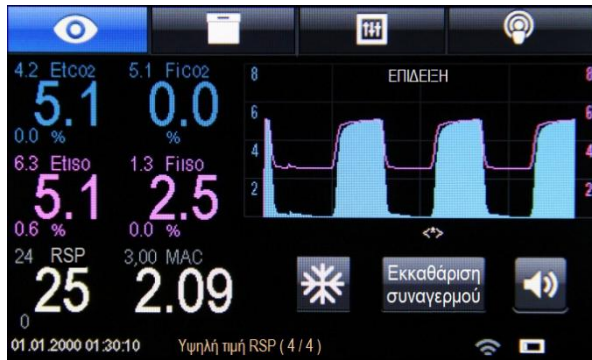 4.2 Etco2 5.1 Fico2
5.1 0.0
0.0 % %
6.3 Etiso 1.3 Fiiso
5.1 2.5
0.6 % 0.0 %
24 RSP 3,00 MAC
25 2.09
0
8 ΕΠΙΔΕΙΞΗ 8
6 6
4 4
2 2
<*>
Εκκαθάριση
συναγερμού
01.01.2000 01:30:10 Υψηλή τιμή RSP ( 4 / 4 )